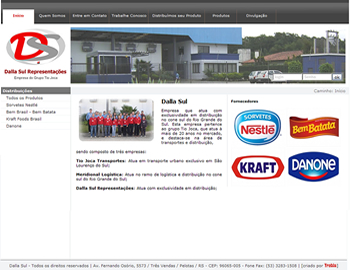 Início Quem Somos Entre em Contato Trabalhe Conosco Distribuímos seu Produto Produtos Divulgação
Dalla Sul Representações
Empresa do Grupo Tio Joca
Distribuições
Caminho: Início
Todos os Produtos
Sorvetes Nestlé
Bem Brasil - Bem Batata
Kraft Foods Brasil
Danone
Dalla Sul
Empresa que atua com
exclusividade em distribuição
no cone sul do Rio Grande do
Sul. Esta empresa pertence
ao grupo Tio Joca, que atua à
mais de 20 anos no mercado,
e destaca-se na área de
transportes e distribuição,
sendo composto de três empresas:
Tio Joca Transportes: Atua em transporte urbano exclusivo em São
Lourenço do Sul;
Meridional Logística: Atua no ramo de logística e distribuição no cone
sul do Rio Grande do Sul.
Dalla Sul Representações: Atua com exclusividade em distribuição;
Fornecedores
SORVETES
Nestlé
Bem Batata
KRAFT
DANONE
Dalla Sul - Todos os direitos reservados | Av. Fernando Osório, 5573 / Três Vendas / Pelotas / RS - CEP: 96065-005 - Fone Fax: (53) 3283-1508 | [criado por